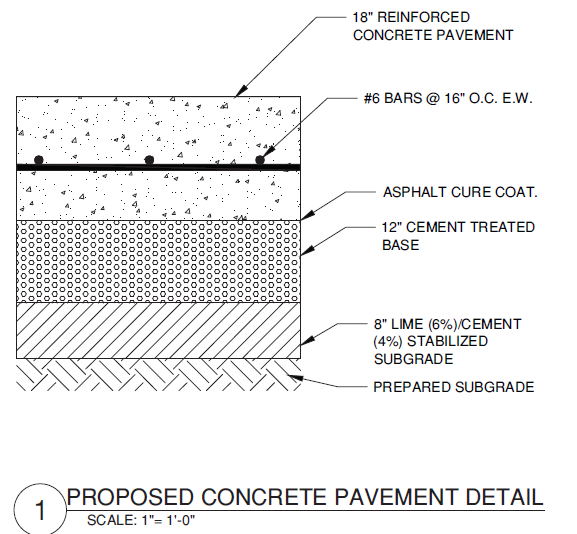 18" REINFORCED
CONCRETE PAVEMENT
#6 BARS @ 16" O.C. E.W.
ASPHALT CURE COAT.
12" CEMENT TREATED
BASE
8" LIME (6%)/CEMENT
(4%) STABILIZED
SUBGRADE
PREPARED SUBGRADE
1
PROPOSED CONCRETE PAVEMENT DETAIL
SCALE: 1"= 1'-0"